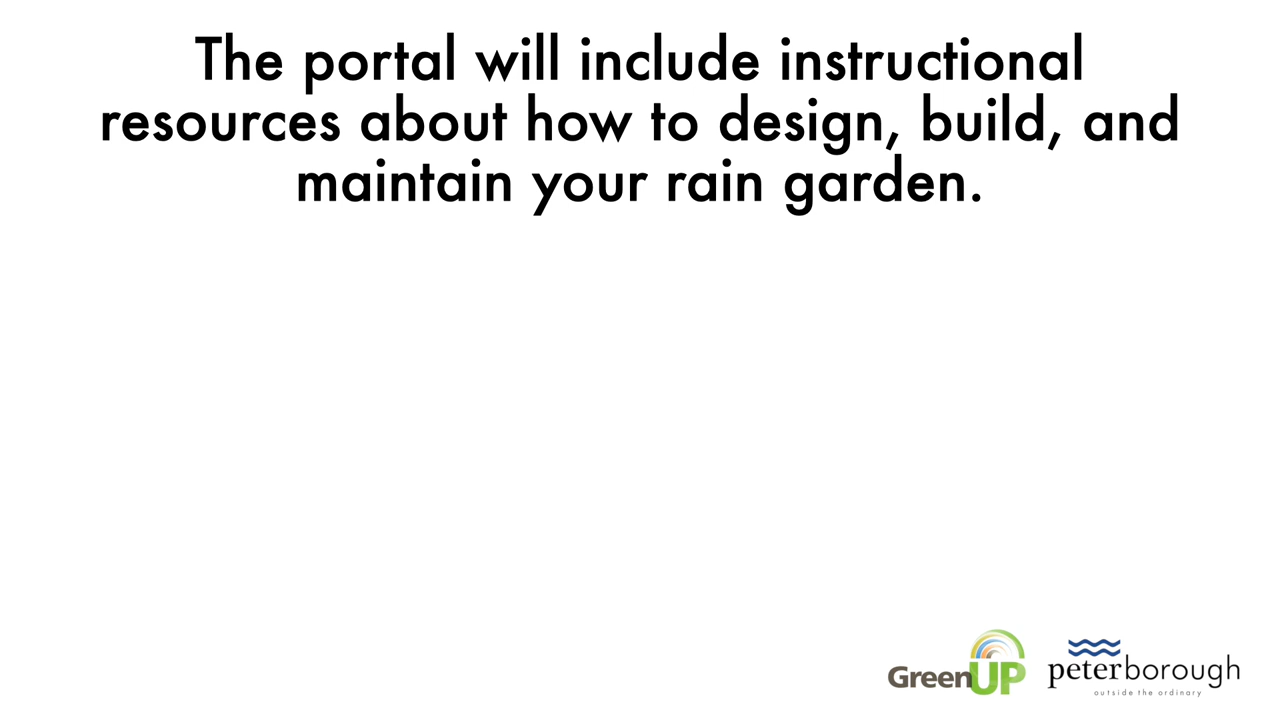 The portal will include instructional
resources about how to design, build, and
maintain your rain garden.
GreenUP
peterborough
outside the ordinary